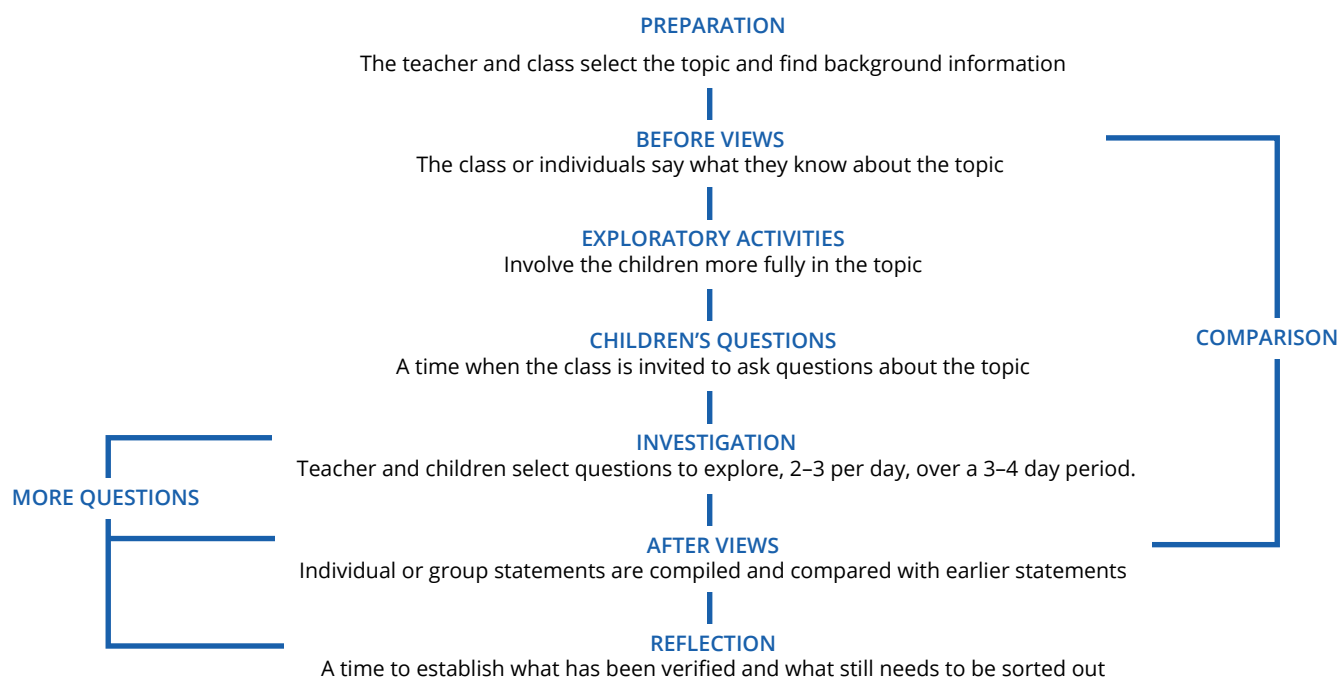 PREPARATION
The teacher and class select the topic and find background information
BEFORE VIEWS
The class or individuals say what they know about the topic
EXPLORATORY ACTIVITIES
Involve the children more fully in the topic
COMPARISON
CHILDREN’S QUESTIONS
A time when the class is invited to ask questions about the topic
INVESTIGATION
Teacher and children select questions to explore, 2–3 per day, over a 3–4 day period.
MORE QUESTIONS
AFTER VIEWS
Individual or group statements are compiled and compared with earlier statements
REFLECTION
A time to establish what has been verified and what still needs to be sorted out